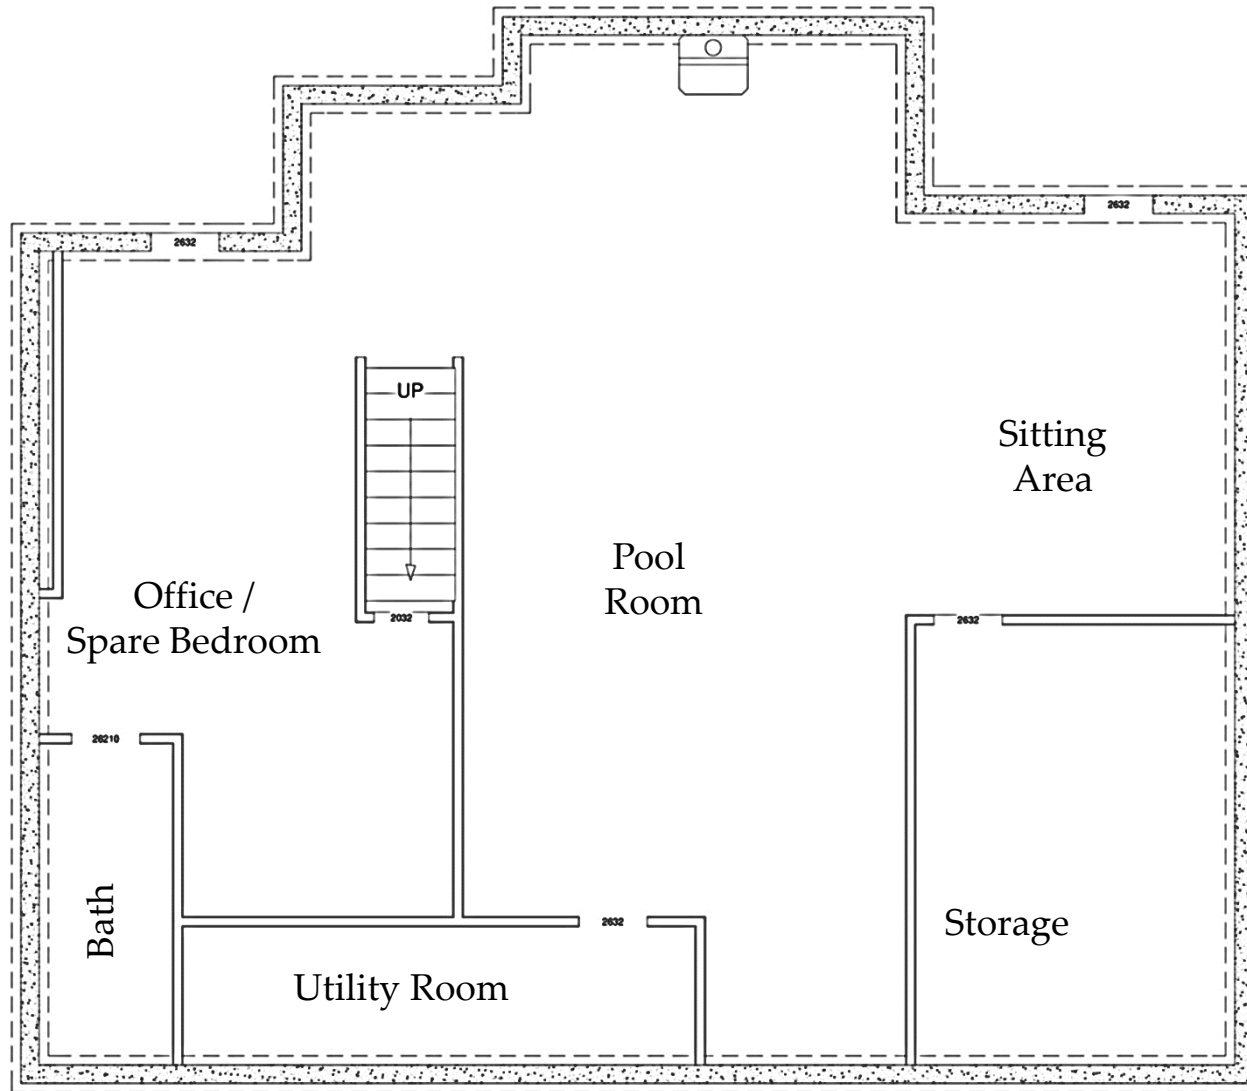 2632
2632
UP
Sitting
Area
Pool
Room
Office /
Spare Bedroom
2032
2632
26210
Bath
Storage
2632
Utility Room